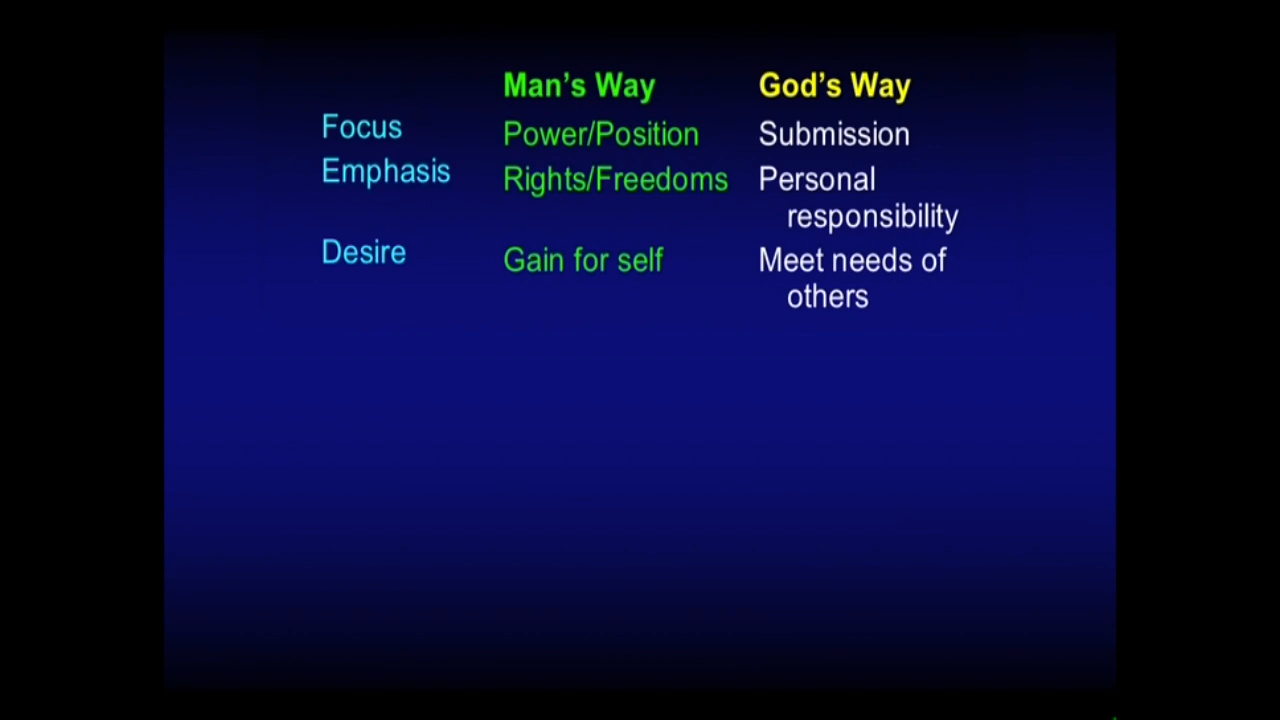 Man’s Way God’s Way
Focus Power/Position Submission
Emphasis Rights/Freedoms Personal
responsibility
Desire Gain for self Meet needs of
others